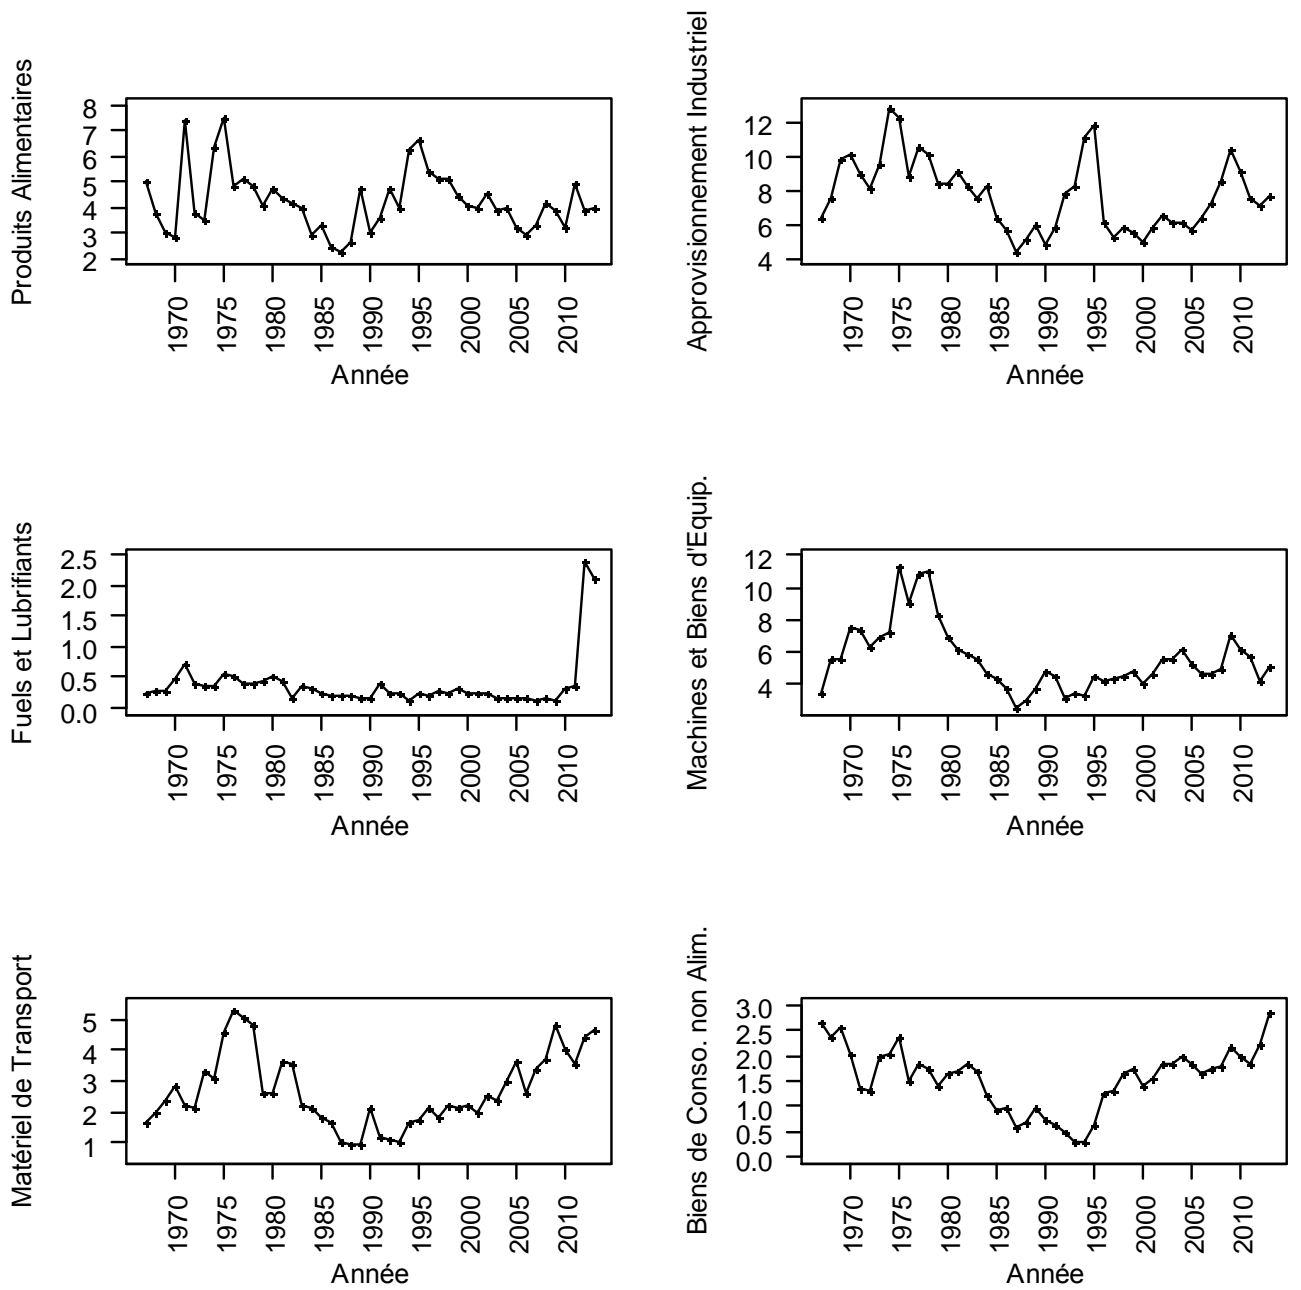 Produits Alimentaires
8
7
6
5
4
3
2
1970 1975 1980 1985 1990 1995 2000 2005 2010
Année
Approvisionnement Industriel
12
10
8
6
4
1970 1975 1980 1985 1990 1995 2000 2005 2010
Année
Fuels et Lubrifiants
2.5
2.0
1.5
1.0
0.5
0.0
1970 1975 1980 1985 1990 1995 2000 2005 2010
Année
Machines et Biens d'Equip.
12
10
8
6
4
1970 1975 1980 1985 1990 1995 2000 2005 2010
Année
Matériel de Transport
5
4
3
2
1
1970 1975 1980 1985 1990 1995 2000 2005 2010
Année
Biens de Conso. non Alim.
3.0
2.5
2.0
1.5
1.0
0.5
0.0
1970 1975 1980 1985 1990 1995 2000 2005 2010
Année